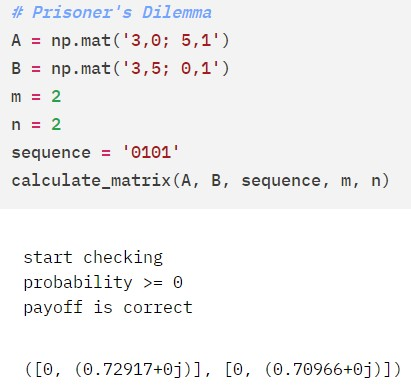 # Prisoner's Dilemma
A = np.mat('3,0; 5,1')
B = np.mat('3,5; 0,1')
m = 2
n = 2
sequence = '0101'
calculate_matrix(A, B, sequence, m, n)
start checking
probability >= 0
payoff is correct
([0, (0.72917+0j)], [0, (0.70966+0j)])